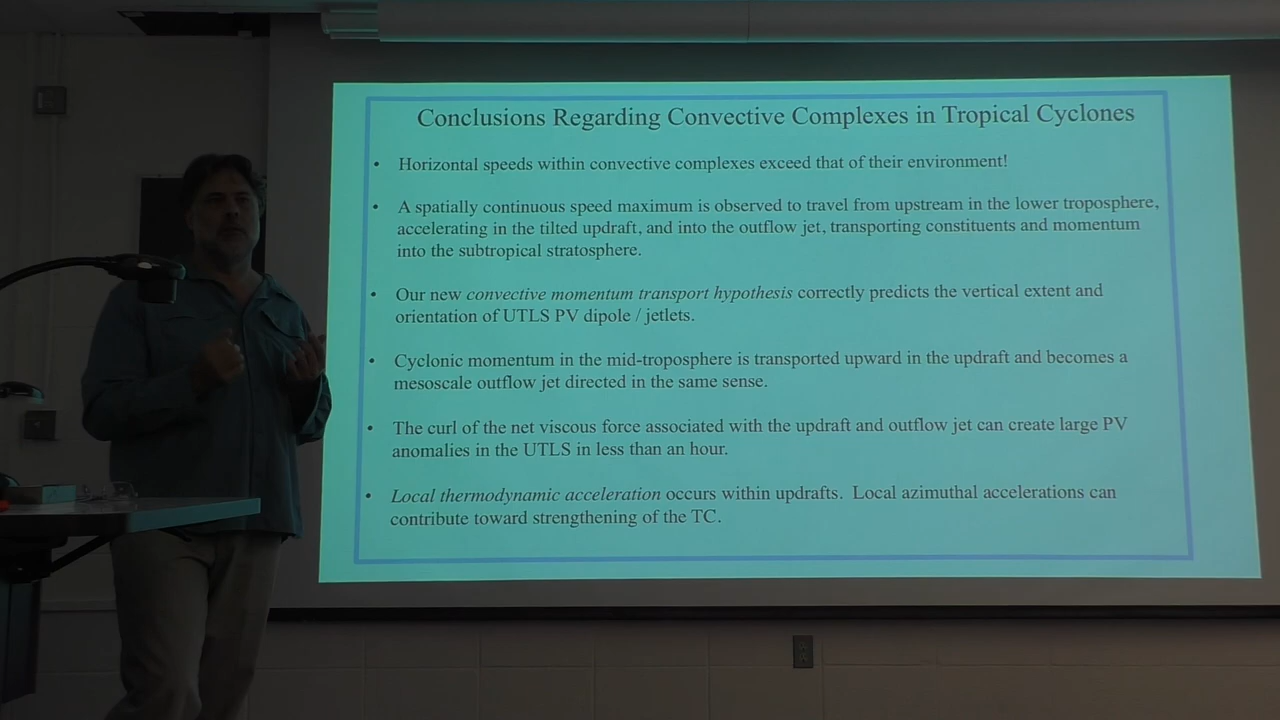 Conclusions Regarding Convective Complexes in Tropical Cyclones
• Horizontal speeds within convective complexes exceed that of their environment!
• A spatially continuous speed maximum is observed to travel from upstream in the lower troposphere,
accelerating in the tilted updraft, and into the outflow jet, transporting constituents and momentum
into the subtropical stratosphere.
• Our new convective momentum transport hypothesis correctly predicts the vertical extent and
orientation of UTLS PV dipole / jetlets.
• Cyclonic momentum in the mid-troposphere is transported upward in the updraft and becomes a
mesoscale outflow jet directed in the same sense.
• The curl of the net viscous force associated with the updraft and outflow jet can create large PV
anomalies in the UTLS in less than an hour.
• Local thermodynamic acceleration occurs within updrafts. Local azimuthal accelerations can
contribute toward strengthening of the TC.